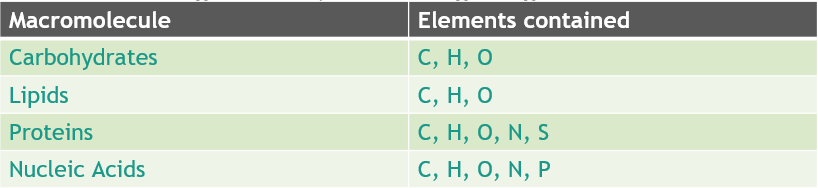 Macromolecule Elements contained
Carbohydrates C, H, O
Lipids C, H, O
Proteins C, H, O, N, S
Nucleic Acids C, H, O, N, P